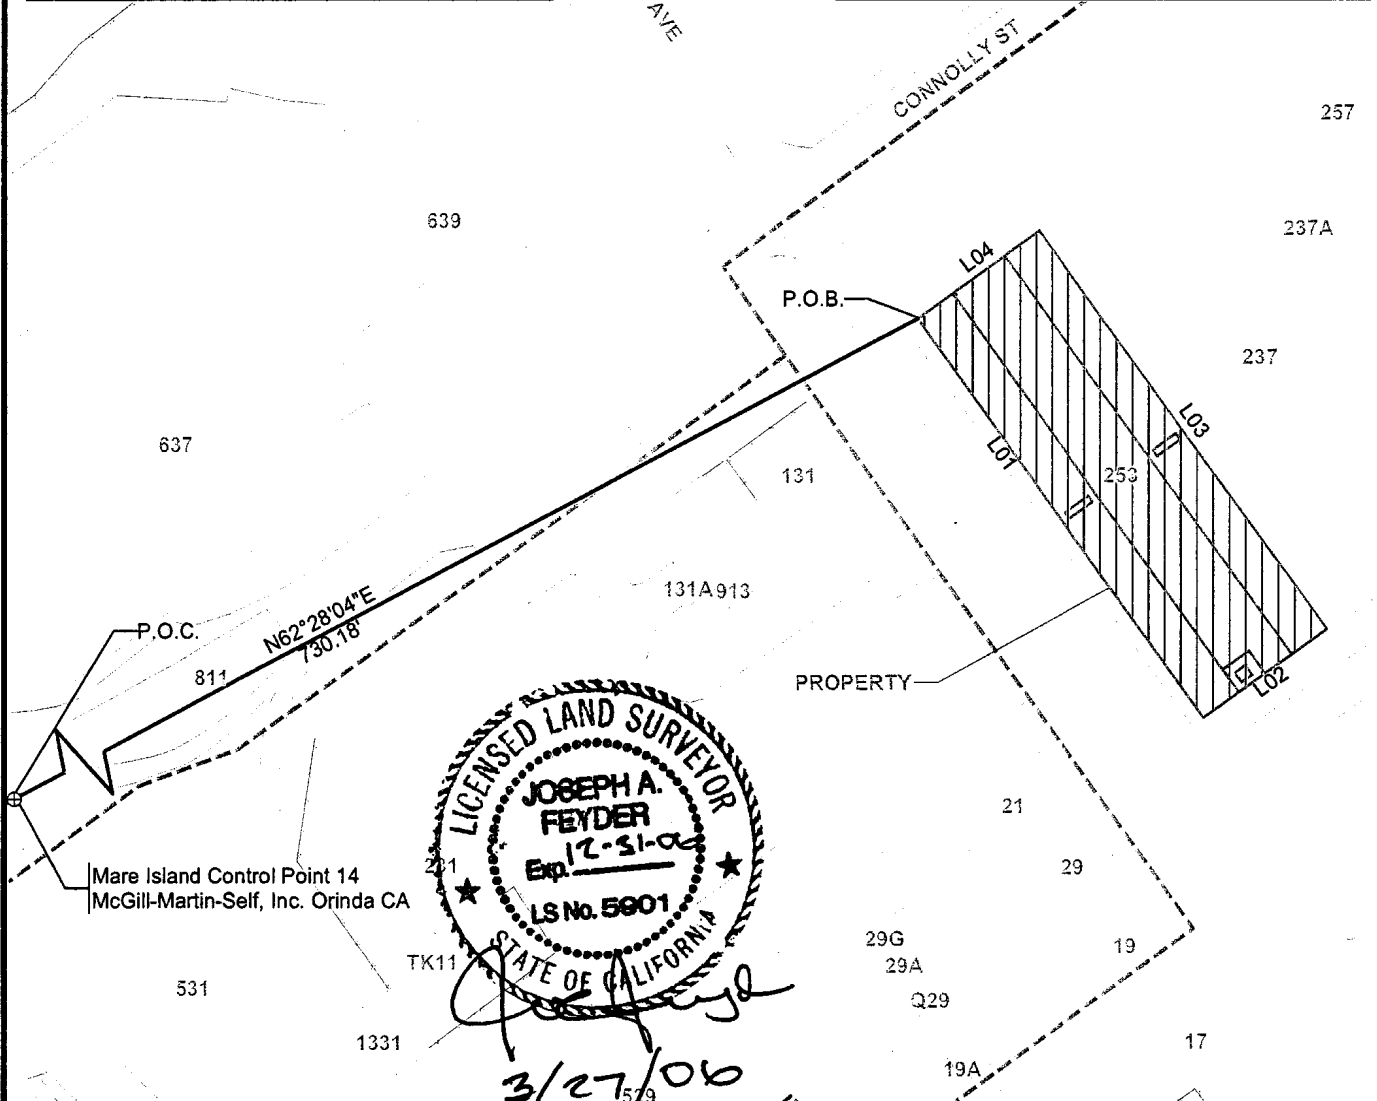 AVE
CONNOLLY ST
257
639
237A
L04
P.O.B.
237
L03
637
L01
131
253
131A 913
N62°28'04"E
730.18'
P.O.C.
811
PROPERTY
L02
LICENSED LAND SURVEYOR
JOSEPH A.
FEYDER
Exp. 12-31-06
LS No. 5901
STATE OF CALIFORNIA
21
Mare Island Control Point 14
McGill-Martin-Self, Inc. Orinda CA
29
29G
19
TK11
29A
531
Q29
1331
17
19A
3/27/06
529